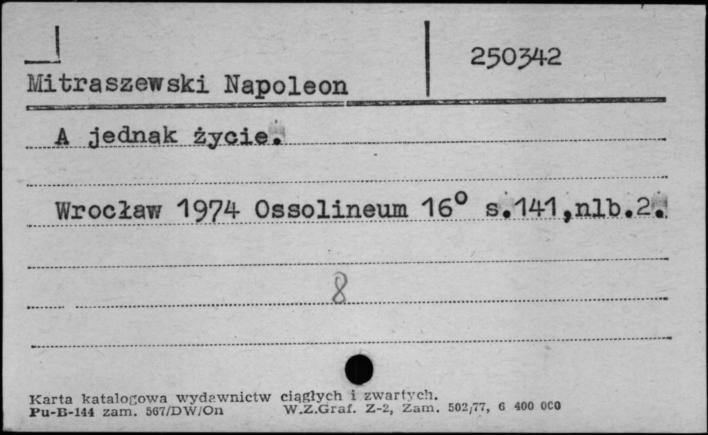 250342
Mitraszewski Napoleon
A jednak życie.
Wrocław 1974 Ossolineum 16° s.141,nlb.2.
8
Karta katalogowa wydawnictw ciągłych i zwartych.
Pu-B-144 zam. 567/DW/On W.Z.Graf. Z-2, Zam. 502/77, 6 400 000